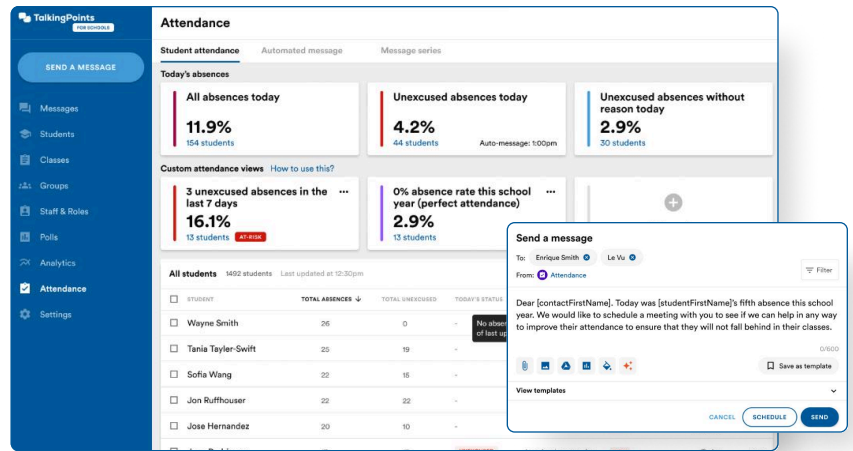 TalkingPoints
FOR SCHOOLS
SEND A MESSAGE
Messages
Students
Classes
Groups
Staff & Roles
Polls
Analytics
Attendance
Settings
Attendance
Student attendance Automated message Message series
Today's absences
All absences today
11.9%
154 students
Unexcused absences today
4.2%
44 students Auto-message: 1:00pm
Unexcused absences without
reason today
2.9%
30 students
Custom attendance views How to use this?
3 unexcused absences in the
last 7 days
16.1%
13 students AT-RISK
0% absence rate this school
year (perfect attendance)
2.9%
13 students
All students 1492 students Last updated at 12:30pm
STUDENT TOTAL ABSENCES TOTAL UNEXCUSED TODAY'S STATUS
Wayne Smith 26 0 -
No
of last
Tania Tayler-Swift 25 19 -
Sofia Wang 22 15 -
Jon Ruffhouser 22 22 -
Jose Hernandez 20 10 -
Send a message
To: Enrique Smith Le Vu
From: Attendance
Filter
Dear [contactFirstName]. Today was [studentFirstName]'s fifth absence this school
year. We would like to schedule a meeting with you to see if we can help in any way
to improve their attendance to ensure that they will not fall behind in their classes.
0/600
Save as template
View templates
CANCEL SCHEDULE SEND